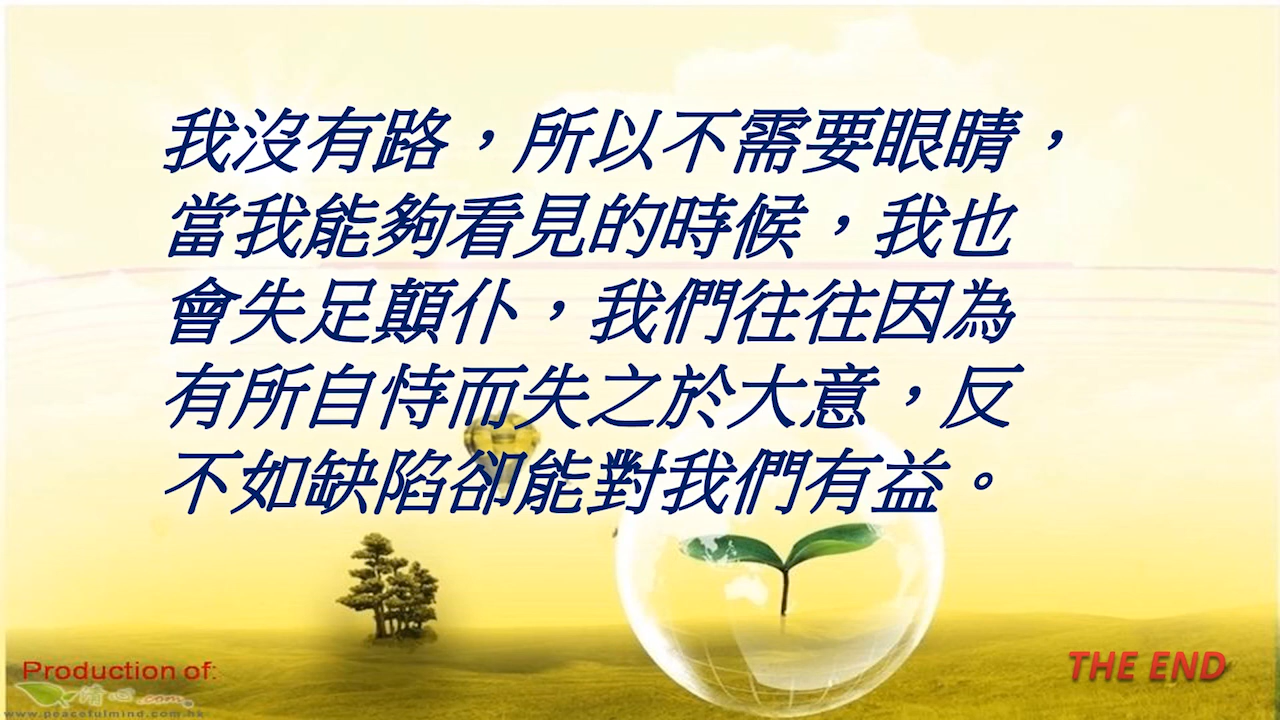 我沒有路，所以不需要眼睛，
當我能夠看見的時候，我也
會失足顛仆，我們往往因為
有所自恃而失之於大意，反
不如缺陷卻能對我們有益。
Production of:
清心.com
www.peacefulmind.com.hk
THE END